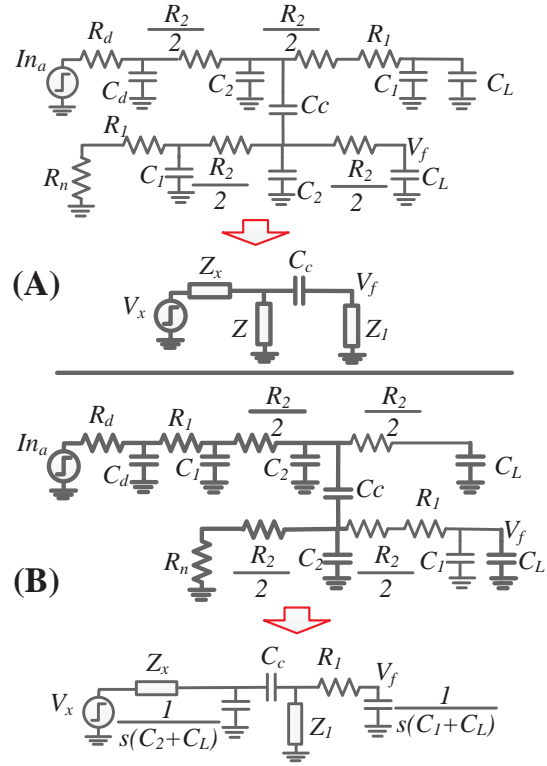 R_d R_2/2 R_2/2 R_1
In_a
C_d C_2 C_1 C_L
Cc
R_1 V_f
R_n C_1 R_2/2 C_2 R_2/2 C_L
(A)
Z_x C_c V_f
V_x Z Z_1
R_d R_1 R_2/2 R_2/2
In_a
C_d C_1 C_2 C_L
Cc
R_1 V_f
R_n R_2/2 C_2 R_2/2 C_1 C_L
(B)
Z_x C_c R_1 V_f
V_x 1/s(C_2+C_L) Z_1 1/s(C_1+C_L)